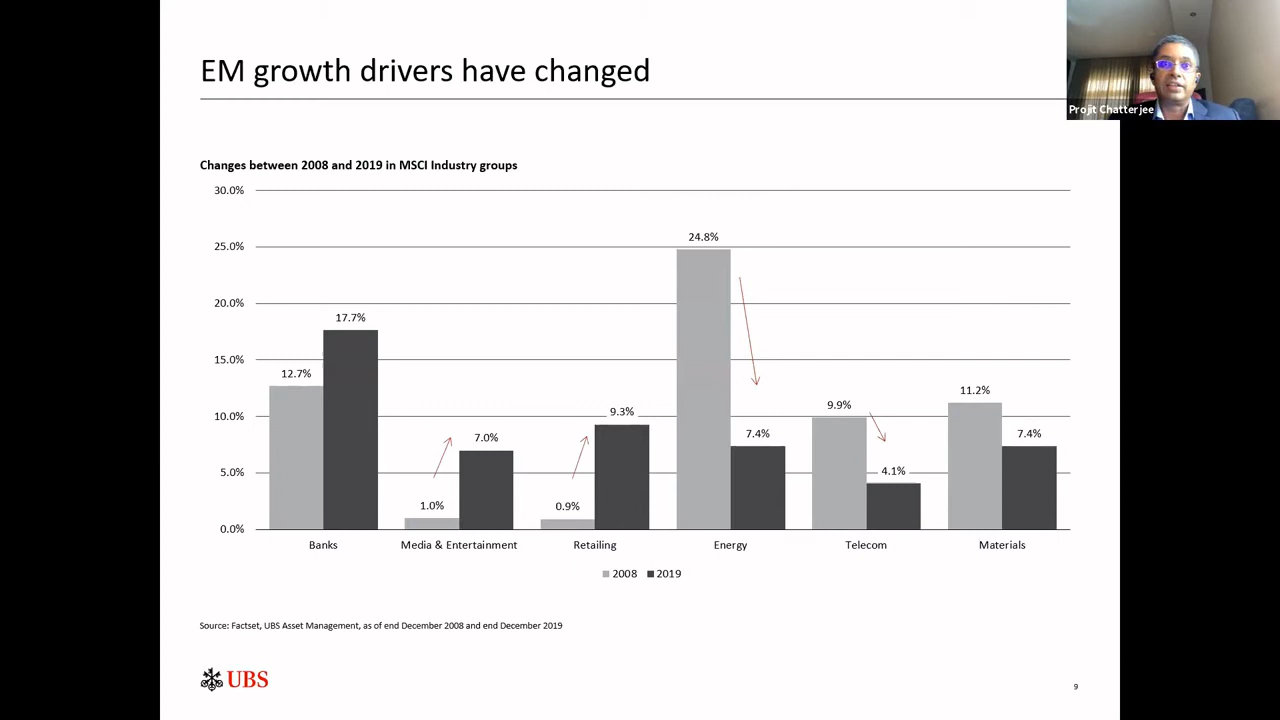 EM growth drivers have changed
Projit Chatterjee
Changes between 2008 and 2019 in MSCI Industry groups
30.0%
25.0%
20.0%
15.0%
10.0%
5.0%
0.0%
12.7%
17.7%
1.0%
7.0%
0.9%
9.3%
24.8%
7.4%
9.9%
4.1%
11.2%
7.4%
Banks
Media & Entertainment
Retailing
Energy
Telecom
Materials
2008
2019
Source: Factset, UBS Asset Management, as of end December 2008 and end December 2019
UBS
9